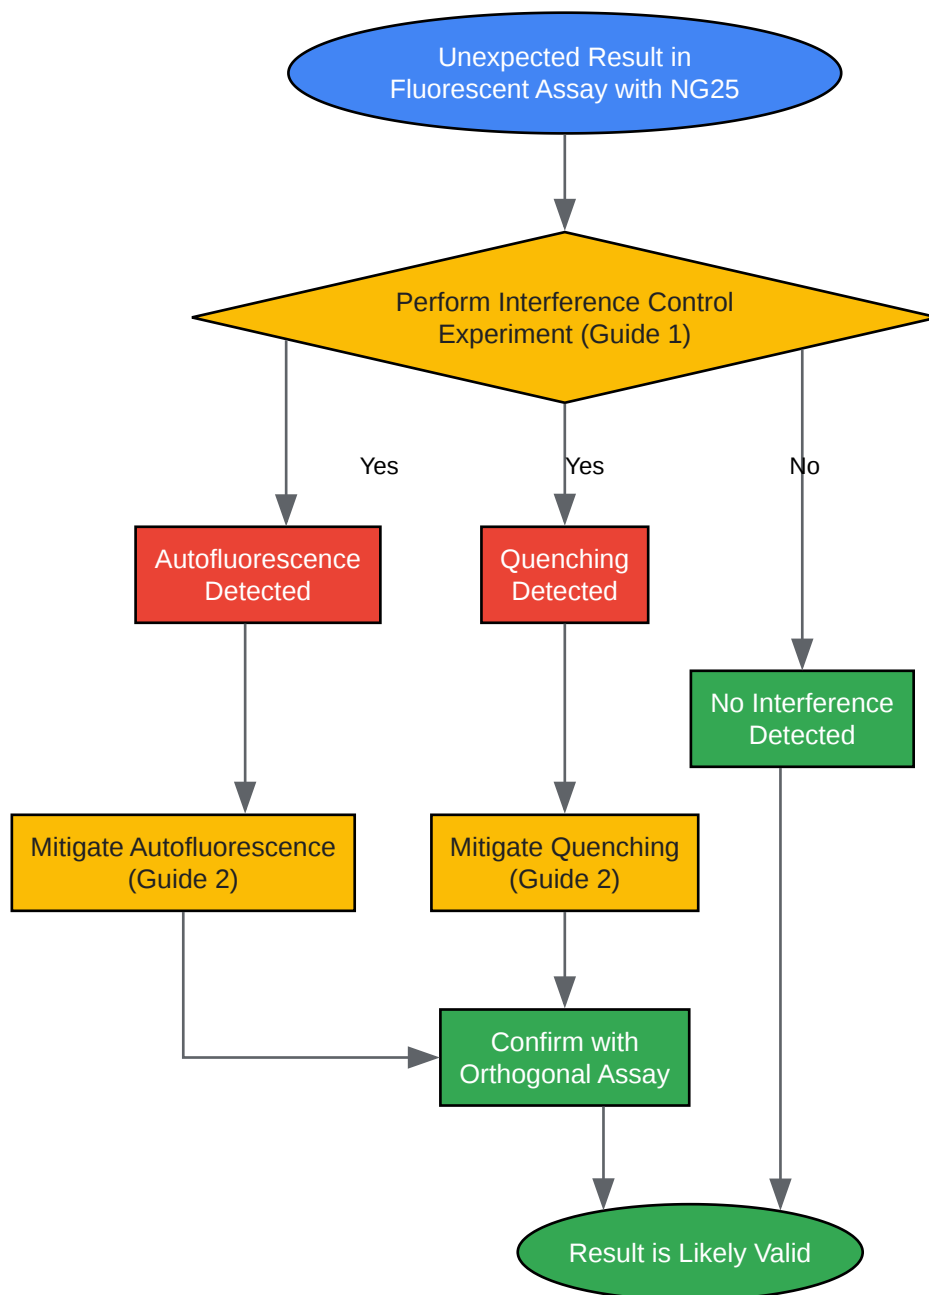 Unexpected Result in
Fluorescent Assay with NG25
Perform Interference Control
Experiment (Guide 1)
Yes
Yes
No
Autofluorescence
Detected
Quenching
Detected
No Interference
Detected
Mitigate Autofluorescence
(Guide 2)
Mitigate Quenching
(Guide 2)
Confirm with
Orthogonal Assay
Result is Likely Valid